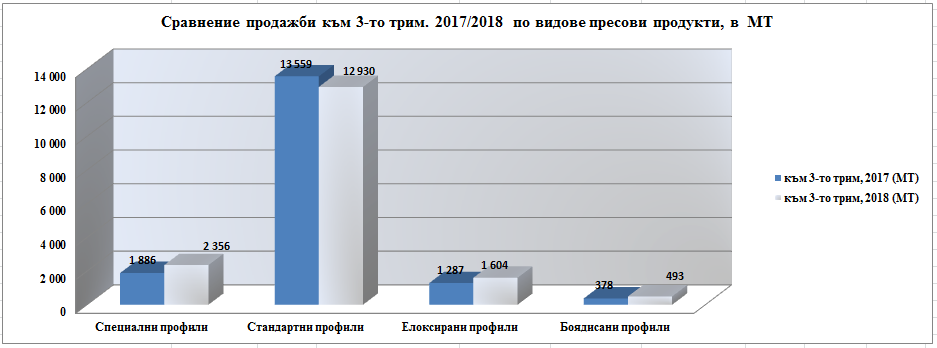 Сравнение продажби към 3-то трим. 2017/2018 по видове пресови продукти, в МТ
14 000
12 000
10 000
8 000
6 000
4 000
2 000
0
13 559
12 930
1 886
2 356
1 287
1 604
378
493
Специални профили
Стандартни профили
Елоксирани профили
Боядисани профили
към 3-то трим, 2017 (МТ)
към 3-то трим, 2018 (МТ)